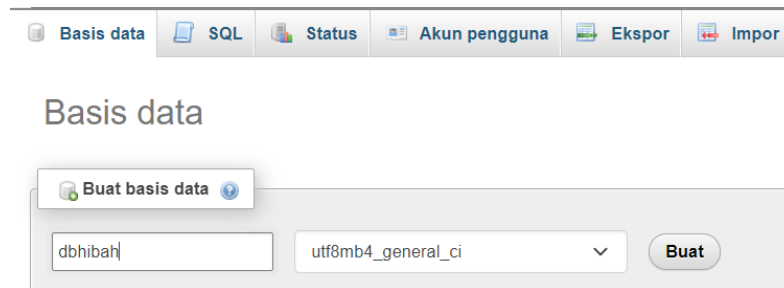 Basis data SQL Status Akun pengguna Ekspor Impor
Basis data
Buat basis data
dbhibah utf8mb4_general_ci Buat